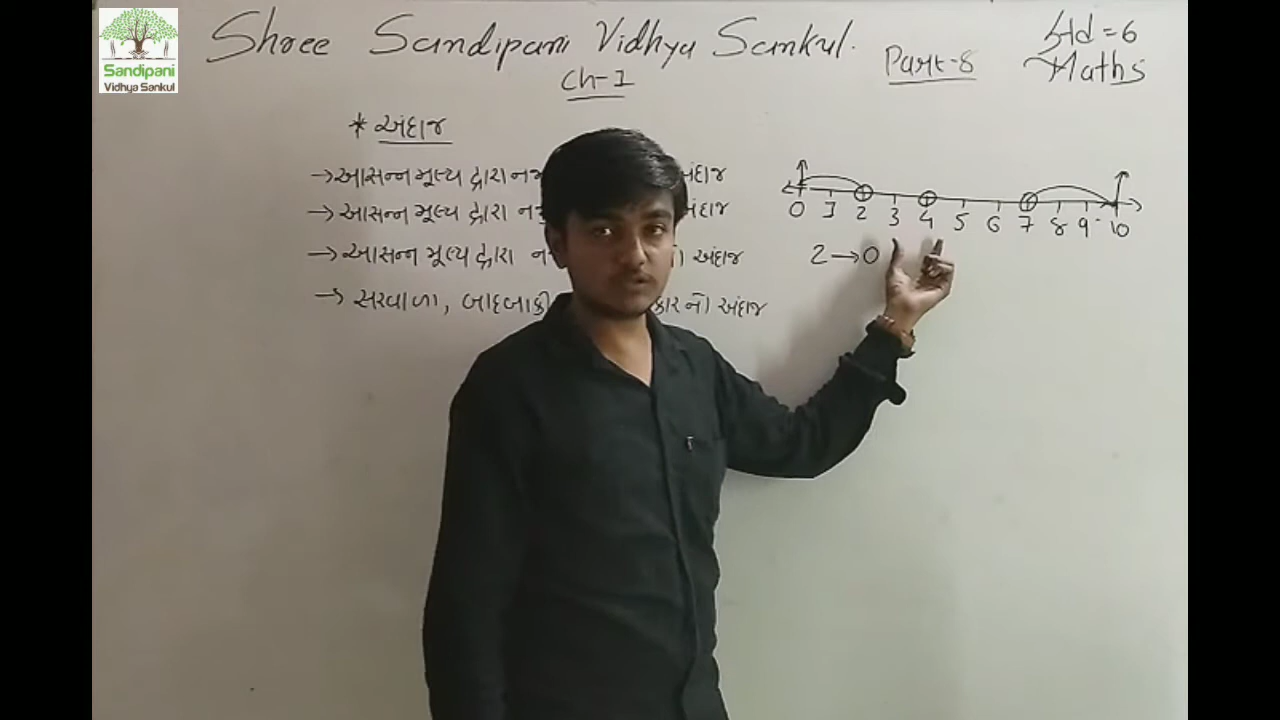 Sandipani
Vidhya Sankul
Shree Sandipani Vidhya Sankul.
Std = 6
Part-8
Maths
Ch-1
* અંદાજ
→ આસન્ન મૂલ્ય દ્વારા અંદાજ
→ આસન્ન મૂલ્ય દ્વારા અંદાજ
→ આસન્ન મૂલ્ય દ્વારા અંદાજ
→ સરવાળા, બાદબાકી અંદાજ
0 1 2 3 4 5 6 7 8 9 10
2→0